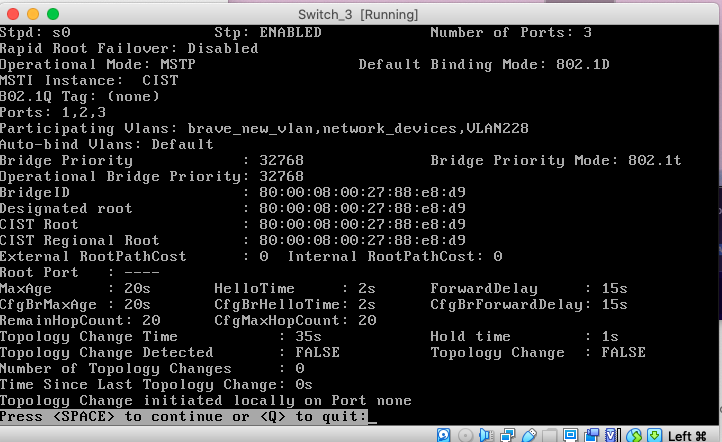 Switch_3 [Running]
Stpd: s0 Stp: ENABLED Number of Ports: 3
Rapid Root Failover: Disabled
Operational Mode: MSTP Default Binding Mode: 802.1D
MSTI Instance: CIST
802.1Q Tag: (none)
Ports: 1,2,3
Participating Vlans: brave_new_vlan,network_devices,VLAN228
Auto-bind Vlans: Default
Bridge Priority : 32768 Bridge Priority Mode: 802.1t
Operational Bridge Priority: 32768
BridgeID : 80:00:08:00:27:88:e8:d9
Designated root : 80:00:08:00:27:88:e8:d9
CIST Root : 80:00:08:00:27:88:e8:d9
CIST Regional Root : 80:00:08:00:27:88:e8:d9
External RootPathCost : 0 Internal RootPathCost: 0
Root Port : ----
MaxAge : 20s HelloTime : 2s ForwardDelay : 15s
CfgBrMaxAge : 20s CfgBrHelloTime: 2s CfgBrForwardDelay: 15s
RemainHopCount: 20 CfgMaxHopCount: 20
Topology Change Time : 35s Hold time : 1s
Topology Change Detected : FALSE Topology Change : FALSE
Number of Topology Changes : 0
Time Since Last Topology Change: 0s
Topology Change initiated locally on Port none
Press <SPACE> to continue or <Q> to quit:_
Left ⌘